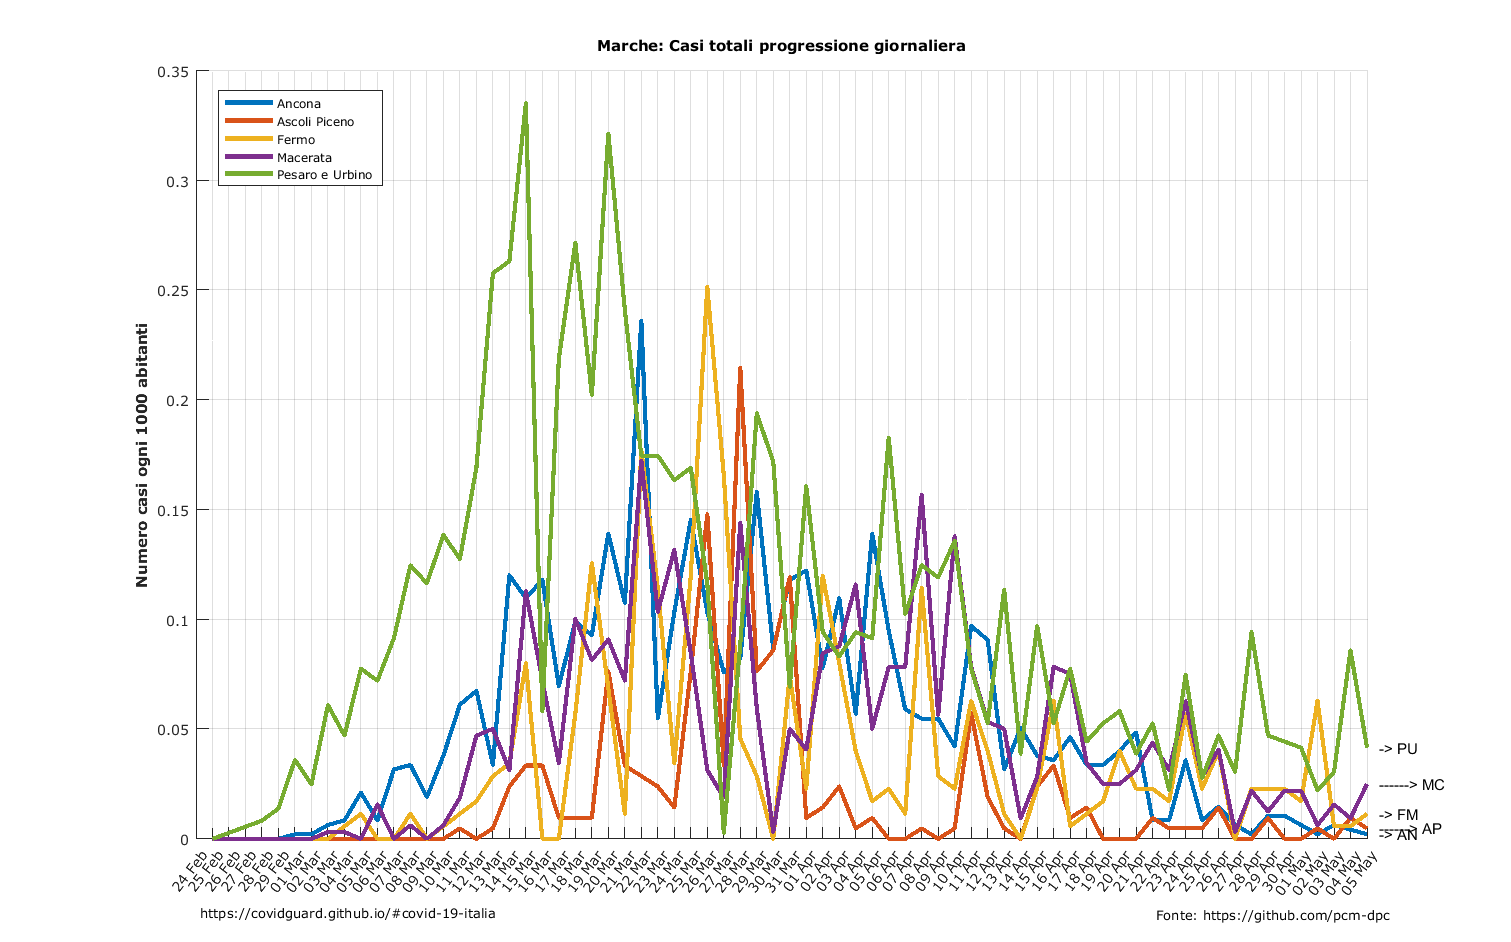 Marche: Casi totali progressione giornaliera
0.35
0.3
0.25
0.2
0.15
0.1
0.05
0
Numero casi ogni 1000 abitanti
Ancona
Ascoli Piceno
Fermo
Macerata
Pesaro e Urbino
-> PU
------> MC
-> FM
------> AP
-> AN
24 Feb
25 Feb
26 Feb
27 Feb
28 Feb
29 Feb
01 Mar
02 Mar
03 Mar
04 Mar
05 Mar
06 Mar
07 Mar
08 Mar
09 Mar
10 Mar
11 Mar
12 Mar
13 Mar
14 Mar
15 Mar
16 Mar
17 Mar
18 Mar
19 Mar
20 Mar
21 Mar
22 Mar
23 Mar
24 Mar
25 Mar
26 Mar
27 Mar
28 Mar
29 Mar
30 Mar
31 Mar
01 Apr
02 Apr
03 Apr
04 Apr
05 Apr
06 Apr
07 Apr
08 Apr
09 Apr
10 Apr
11 Apr
12 Apr
13 Apr
14 Apr
15 Apr
16 Apr
17 Apr
18 Apr
19 Apr
20 Apr
21 Apr
22 Apr
23 Apr
24 Apr
25 Apr
26 Apr
27 Apr
28 Apr
29 Apr
30 Apr
01 May
02 May
03 May
04 May
05 May
https://covidguard.github.io/#covid-19-italia
Fonte: https://github.com/pcm-dpc